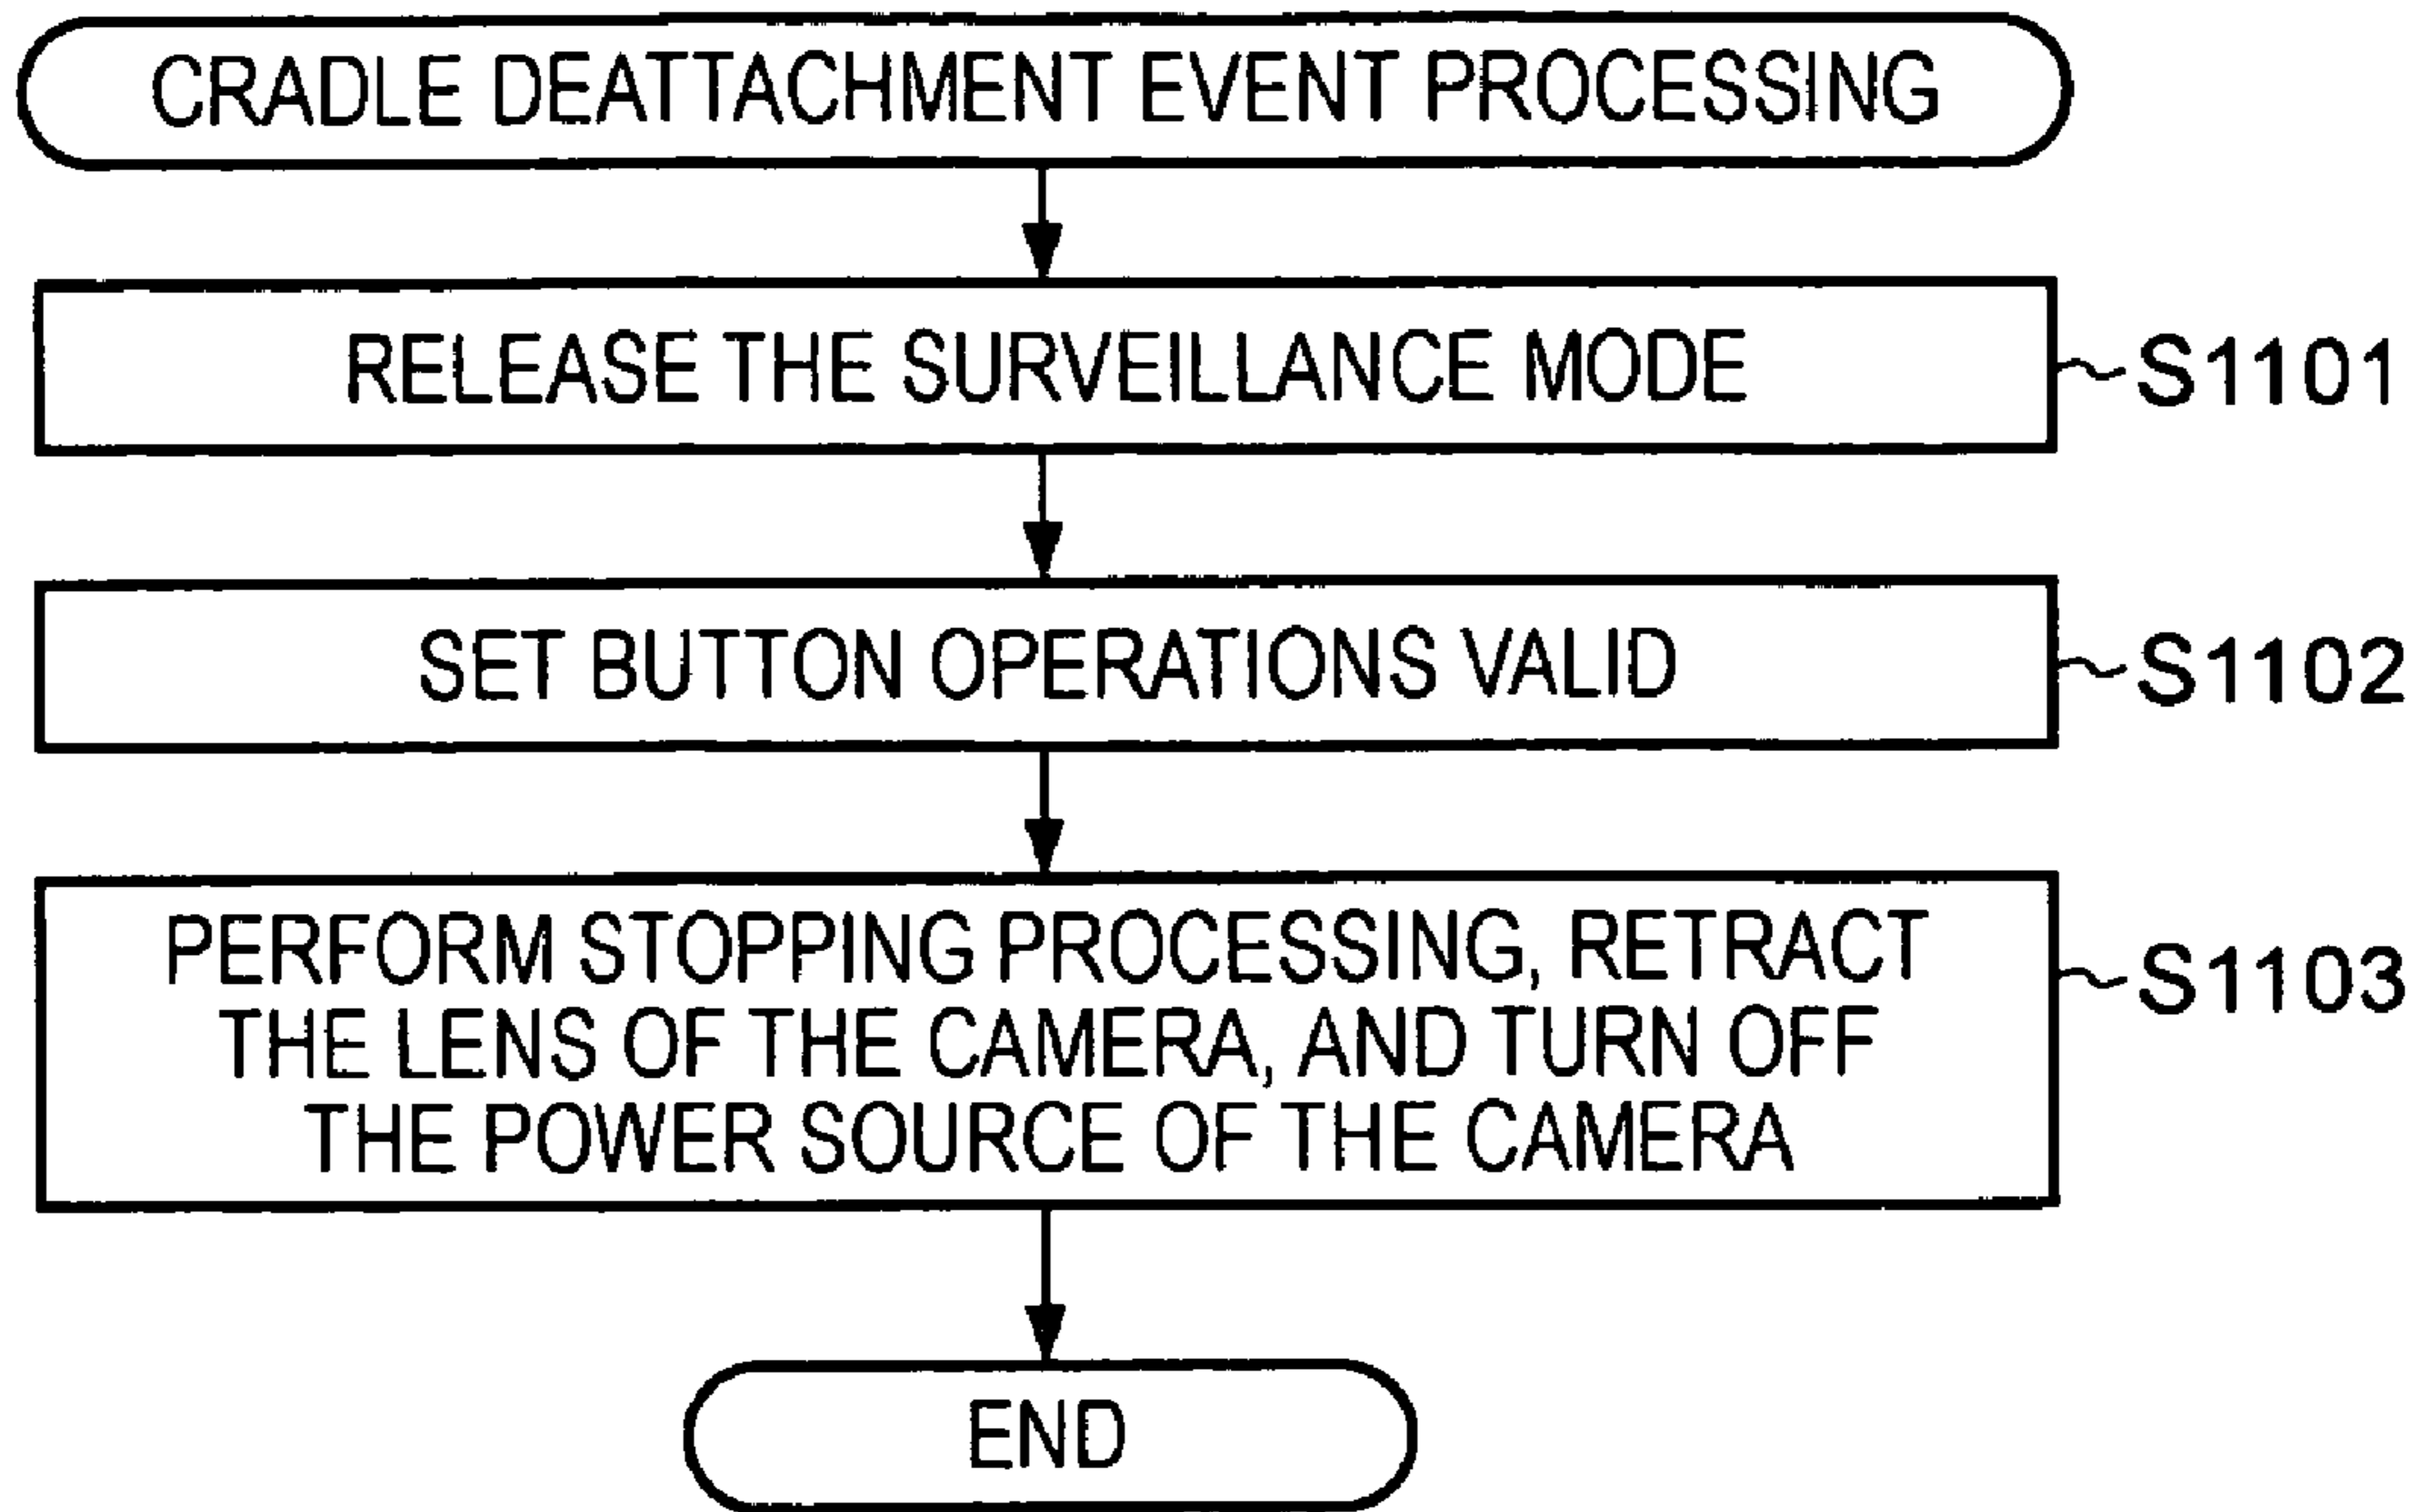 CRADLE DEATTACHMENT EVENT PROCESSING
RELEASE THE SURVEILLANCE MODE
S1101
SET BUTTON OPERATIONS VALID
S1102
PERFORM STOPPING PROCESSING, RETRACT
THE LENS OF THE CAMERA, AND TURN OFF
THE POWER SOURCE OF THE CAMERA
S1103
END